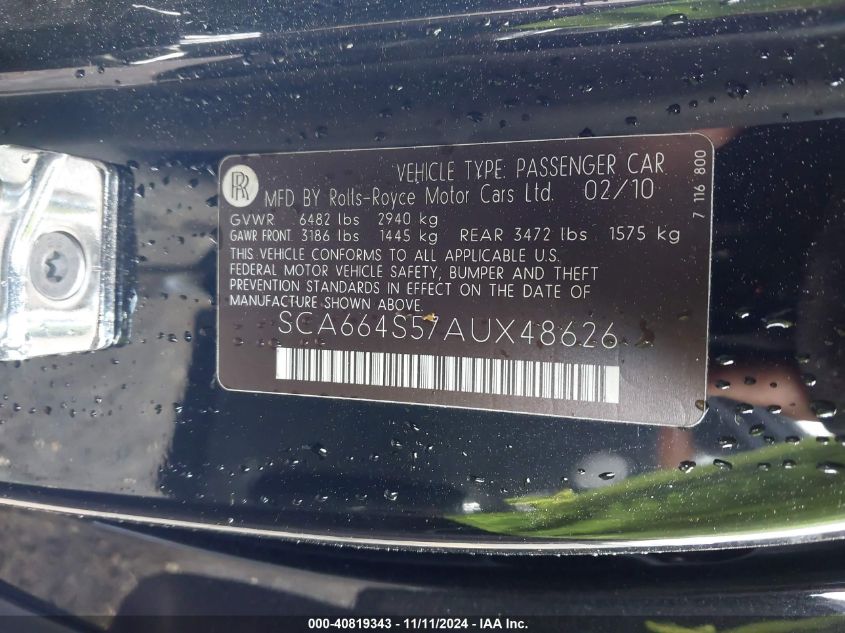 VEHICLE TYPE: PASSENGER CAR
RR
MFD BY Rolls-Royce Motor Cars Ltd. 02/10
GVWR 6482 lbs 2940 kg
GAWR FRONT 3186 lbs 1445 kg REAR 3472 lbs 1575 kg
THIS VEHICLE CONFORMS TO ALL APPLICABLE U.S.
FEDERAL MOTOR VEHICLE SAFETY, BUMPER AND THEFT
PREVENTION STANDARDS IN EFFECT ON THE DATE OF
MANUFACTURE SHOWN ABOVE.
SCA664S57AUX48626
7 116 800
000-40819343 - 11/11/2024 - IAA Inc.